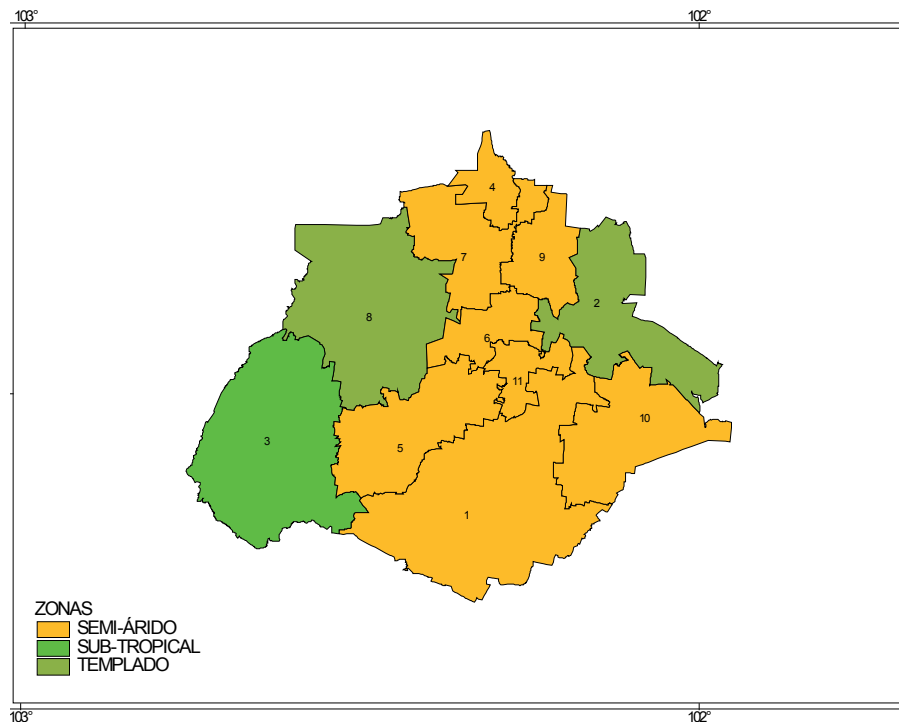 103° 102°
4
7 9
8 2
6
11
3 5 10
1
ZONAS
SEMI-ÁRIDO
SUB-TROPICAL
TEMPLADO
103° 102°